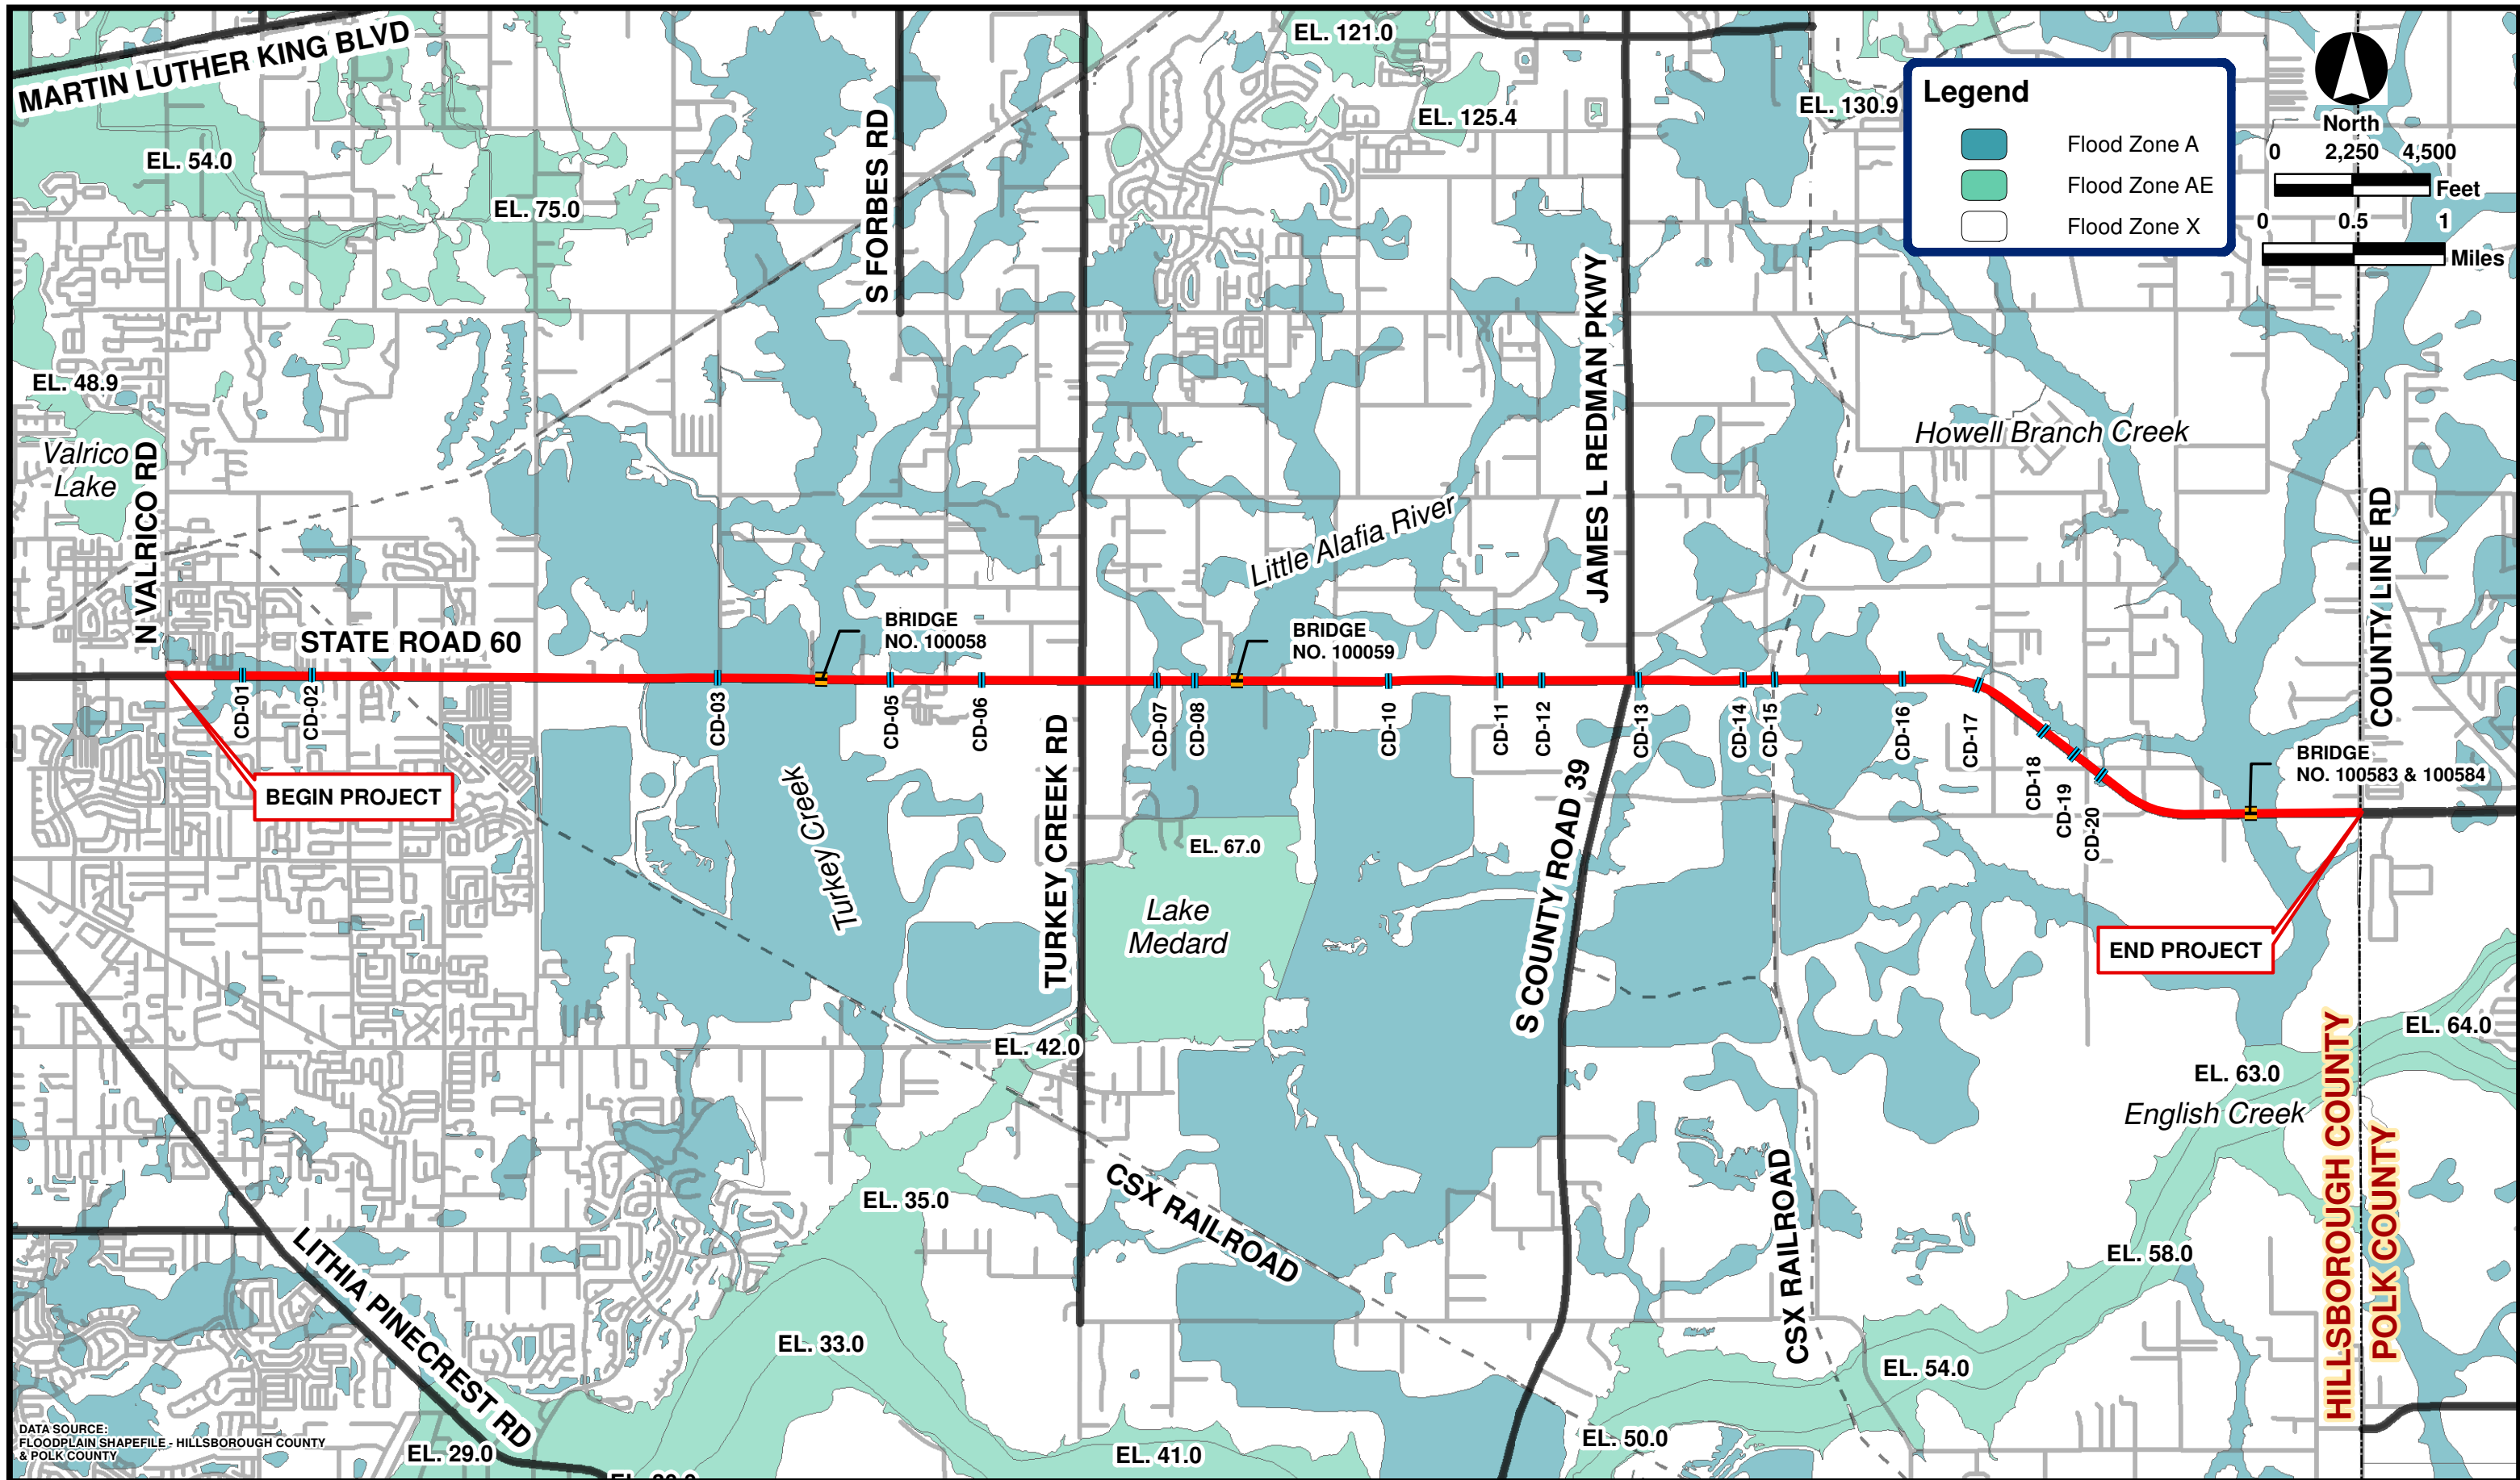 MARTIN LUTHER KING BLVD
EL. 54.0
EL. 75.0
S FORBES RD
EL. 121.0
EL. 125.4
EL. 130.9
Legend
Flood Zone A
Flood Zone AE
Flood Zone X
North
0 2,250 4,500
Feet
0 0.5 1
Miles
EL. 48.9
Valrico
Lake
N VALRICO RD
JAMES L REDMAN PKWY
Howell Branch Creek
Little Alafia River
COUNTY LINE RD
STATE ROAD 60
BRIDGE
NO. 100058
BRIDGE
NO. 100059
CD-01
CD-02
CD-03
CD-05
CD-06
CD-07
CD-08
CD-10
CD-11
CD-12
CD-13
CD-14
CD-15
CD-16
CD-17
CD-18
CD-19
CD-20
BRIDGE
NO. 100583 & 100584
BEGIN PROJECT
Turkey Creek
TURKEY CREEK RD
EL. 67.0
Lake
Medard
S COUNTY ROAD 39
END PROJECT
EL. 42.0
EL. 64.0
EL. 63.0
English Creek
HILLSBOROUGH COUNTY
POLK COUNTY
EL. 35.0
CSX RAILROAD
CSX RAILROAD
EL. 58.0
LITHIA PINECREST RD
EL. 33.0
EL. 54.0
EL. 50.0
EL. 41.0
EL. 29.0
DATA SOURCE:
FLOODPLAIN SHAPEFILE - HILLSBOROUGH COUNTY
& POLK COUNTY